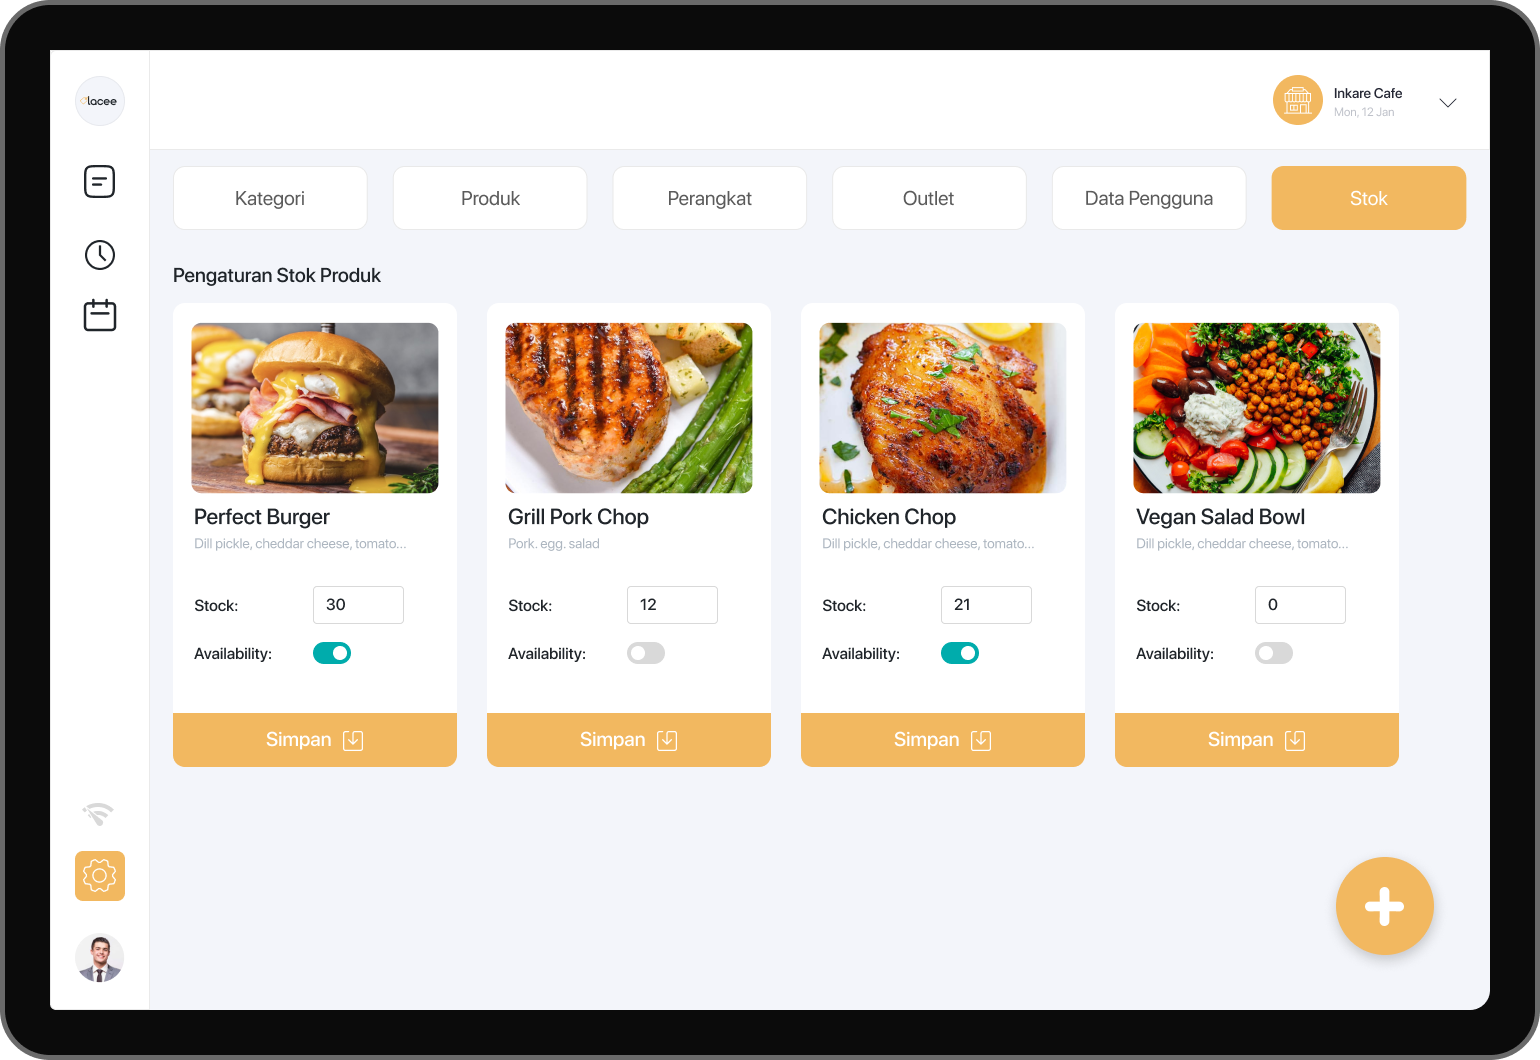 lacee
Inkare Cafe
Mon, 12 Jan
Kategori
Produk
Perangkat
Outlet
Data Pengguna
Stok
Pengaturan Stok Produk
Perfect Burger
Dill pickle, cheddar cheese, tomato...
Stock:
30
Availability:
Simpan
Grill Pork Chop
Pork. egg. salad
Stock:
12
Availability:
Simpan
Chicken Chop
Dill pickle, cheddar cheese, tomato...
Stock:
21
Availability:
Simpan
Vegan Salad Bowl
Dill pickle, cheddar cheese, tomato...
Stock:
0
Availability:
Simpan